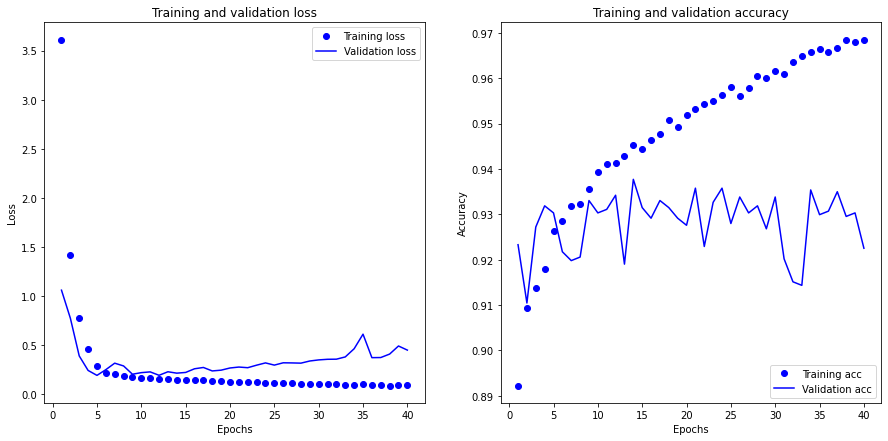 Training and validation loss
Training loss
Validation loss
3.5
3.0
2.5
2.0
1.5
1.0
0.5
0.0
Loss
0 5 10 15 20 25 30 35 40
Epochs
Training and validation accuracy
0.97
0.96
0.95
0.94
0.93
0.92
0.91
0.90
0.89
Accuracy
Training acc
Validation acc
0 5 10 15 20 25 30 35 40
Epochs